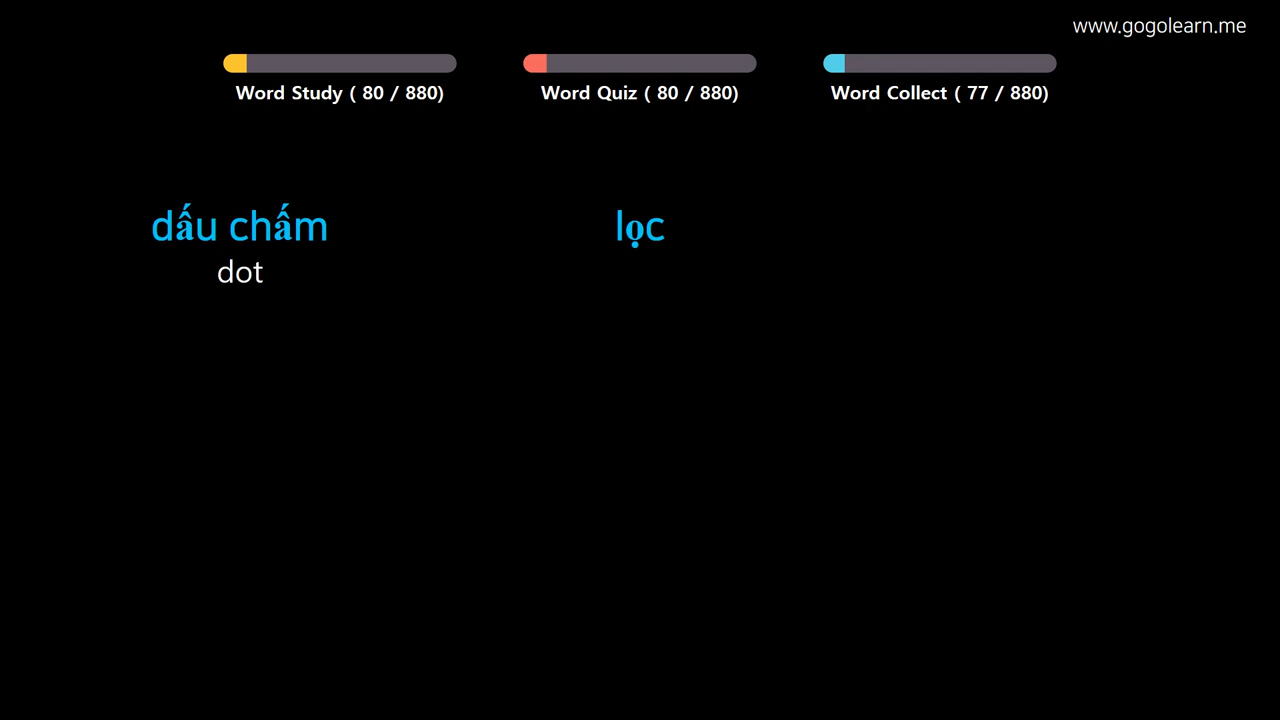 www.gogolearn.me
Word Study ( 80 / 880)
Word Quiz ( 80 / 880)
Word Collect ( 77 / 880)
dấu chấm
dot
lọc